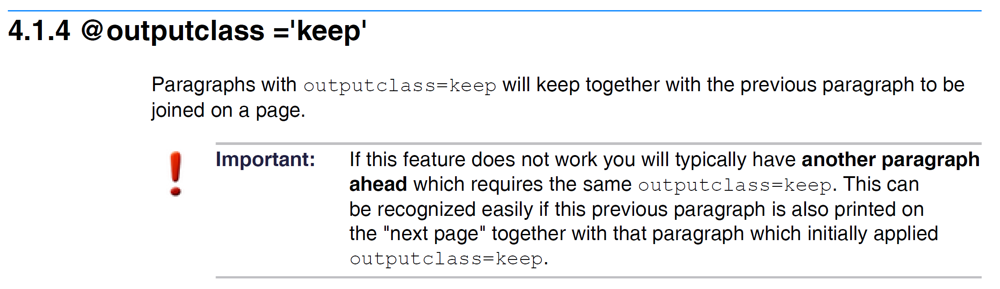 4.1.4 @outputclass ='keep'
Paragraphs with outputclass=keep will keep together with the previous paragraph to be
joined on a page.
Important: If this feature does not work you will typically have another paragraph
ahead which requires the same outputclass=keep. This can
be recognized easily if this previous paragraph is also printed on
the "next page" together with that paragraph which initially applied
outputclass=keep.